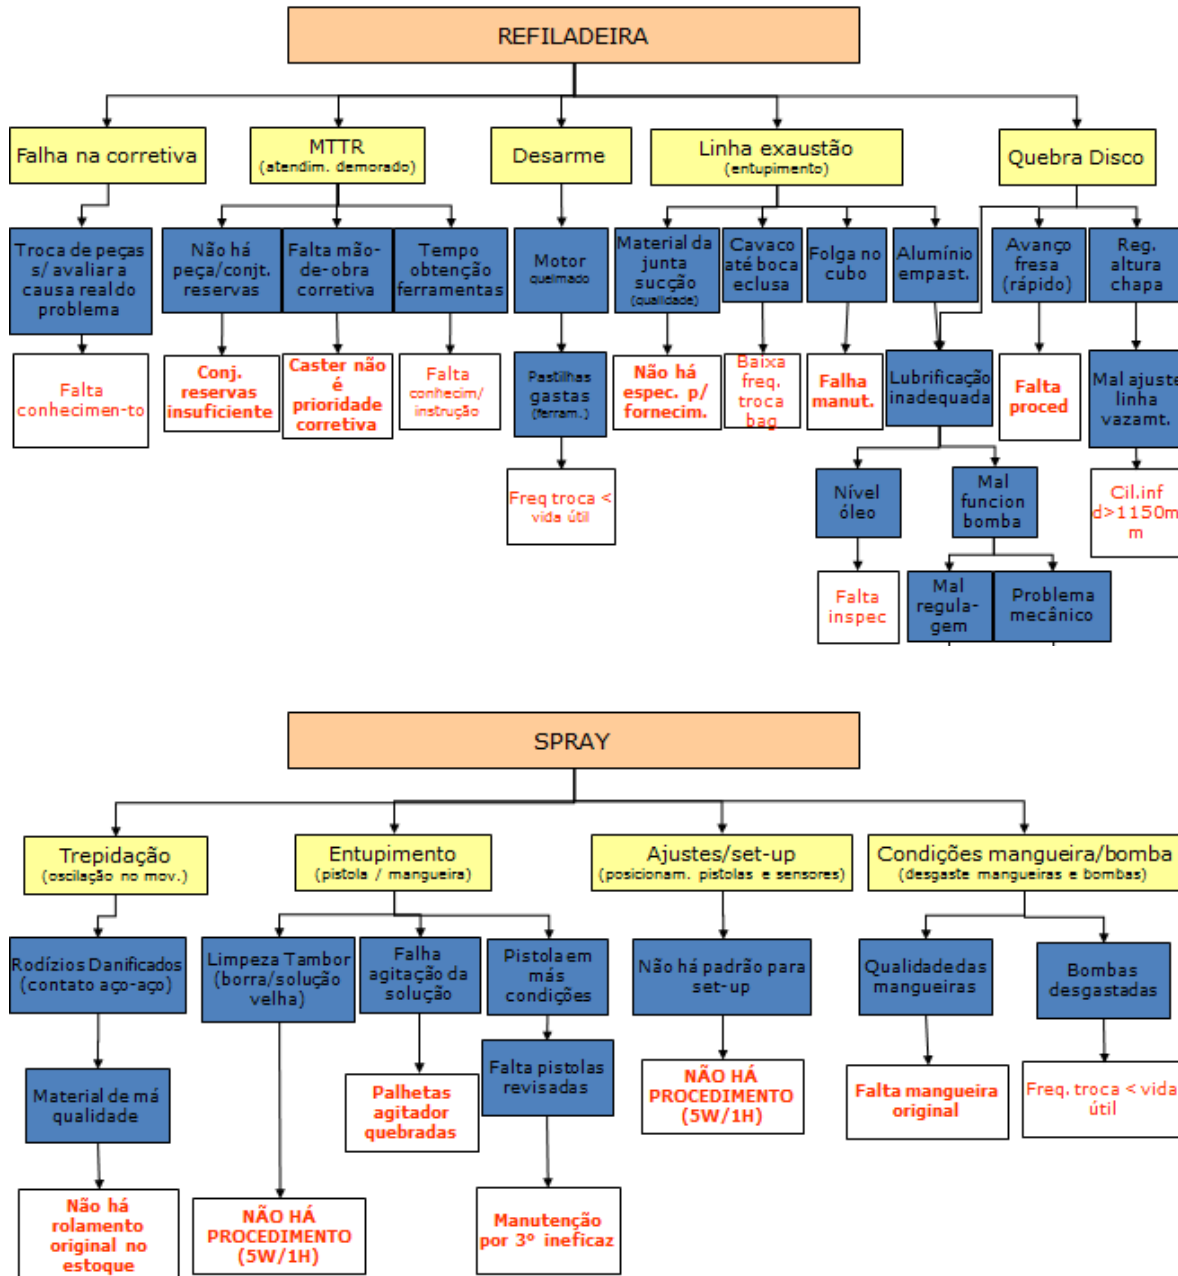 REFILADEIRA
Falha na corretiva
MTTR
(atendim. demorado)
Desarme
Linha exaustão
(entupimento)
Quebra Disco
Troca de peças
s/ avaliar a
causa real do
problema
Não há
peça/conjt.
reservas
Falta mão-
de-obra
corretiva
Tempo
obtenção
ferramentas
Motor
queimado
Material da
junta
sucção
(qualidade)
Cavaco
até boca
eclusa
Folga no
cubo
Alumínio
empast.
Avanço
fresa
(rápido)
Reg.
altura
chapa
Falta
conhecimen-to
Conj.
reservas
insuficiente
Caster não
é
prioridade
corretiva
Falta
conhecim/
instrução
Pastilhas
gastas
(ferram.)
Não há
espec. p/
fornecim.
Baixa
freq.
troca
bag
Falha
manut.
Lubrificação
inadequada
Falta
proced
Mal ajuste
linha
vazamt.
Freq troca <
vida útil
Nível
óleo
Mal
funcion
bomba
Cil.inf
d>1150m
m
Falta
inspec
Mal
regula-
gem
Problema
mecânico
SPRAY
Trepidação
(oscilação no mov.)
Entupimento
(pistola / mangueira)
Ajustes/set-up
(posicionam. pistolas e sensores)
Condições mangueira/bomba
(desgaste mangueiras e bombas)
Rodízios Danificados
(contato aço-aço)
Limpeza Tambor
(borra/solução
velha)
Falha
agitação da
solução
Pistola em
más
condições
Não há padrão para
set-up
Qualidade das
mangueiras
Bombas
desgastadas
Material de má
qualidade
Palhetas
agitador
quebradas
Falta pistolas
revisadas
NÃO HÁ
PROCEDIMENTO
(5W/1H)
Falta mangueira
original
Freq. troca < vida
útil
Não há
rolamento
original no
estoque
NÃO HÁ
PROCEDIMENTO
(5W/1H)
Manutenção
por 3º ineficaz